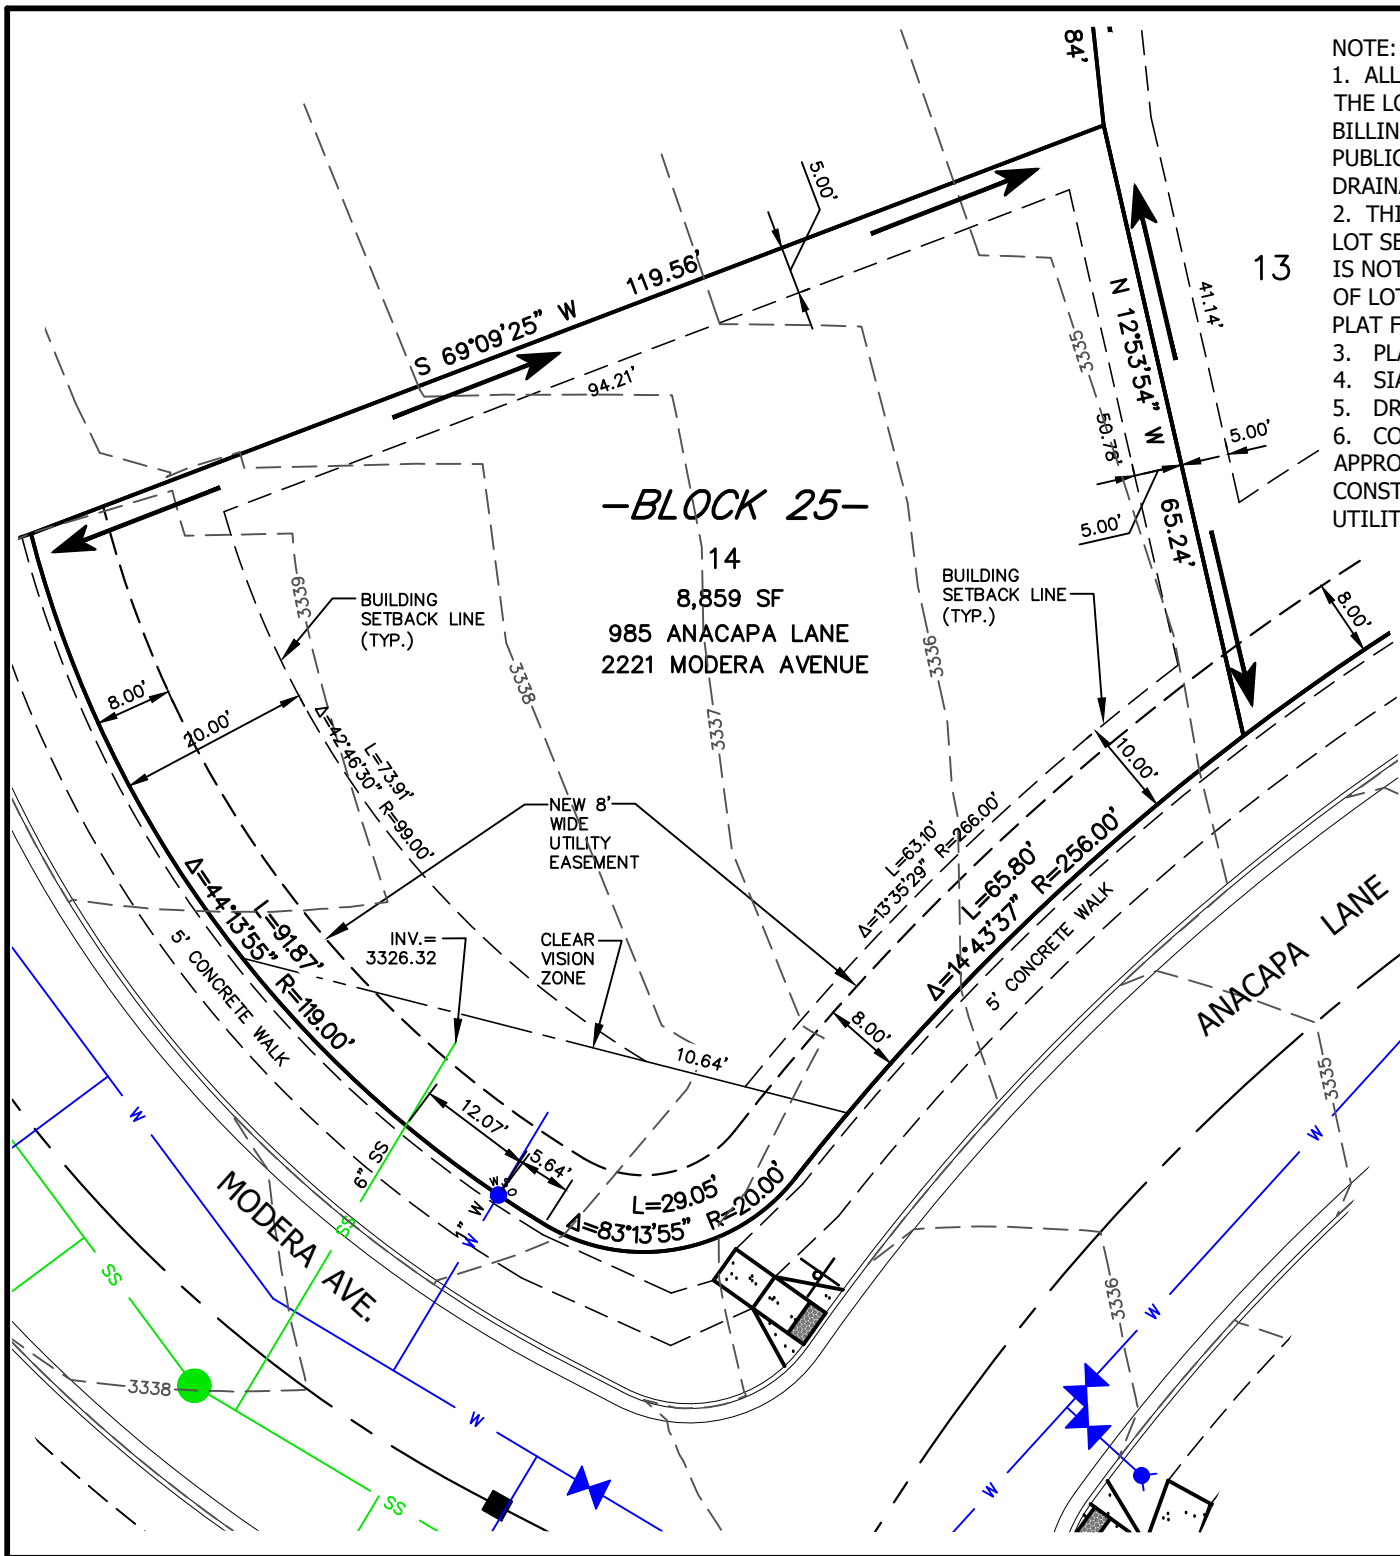 84'
NOTE:
1. ALL
THE LO
BILLIN
PUBLIC
DRAINA
2. THI
LOT SE
IS NOT
OF LOT
PLAT F
3. PLA
4. SIA
5. DR
6. CO
APPRO
CONST
UTILIT
13
5.00'
S 69°09'25" W 119.56'
94.21'
N 12°53'54" W 65.24'
41.14'
3335
50.78'
5.00'
5.00'
-BLOCK 25-
14
8,859 SF
985 ANACAPA LANE
2221 MODERA AVENUE
BUILDING
SETBACK LINE
(TYP.)
BUILDING
SETBACK LINE
(TYP.)
3339
3338
3337
3336
8.00'
8.00'
20.00'
10.00'
L=73.91'
Δ=42°46'30" R=99.00'
NEW 8'
WIDE
UTILITY
EASEMENT
L=63.10'
Δ=13°35'29" R=266.00'
L=65.80'
Δ=14°43'37" R=256.00'
L=91.87'
Δ=44°13'55" R=119.00'
5' CONCRETE WALK
5' CONCRETE WALK
INV.=
3326.32
CLEAR
VISION
ZONE
8.00'
10.64'
ANACAPA LANE
12.07'
5.64'
L=29.05'
Δ=83°13'55" R=20.00'
6" SS
SS
1" W
W
W
SO
MODERA AVE.
W
SS
3338
W
SS
3335
W
3336
W
W